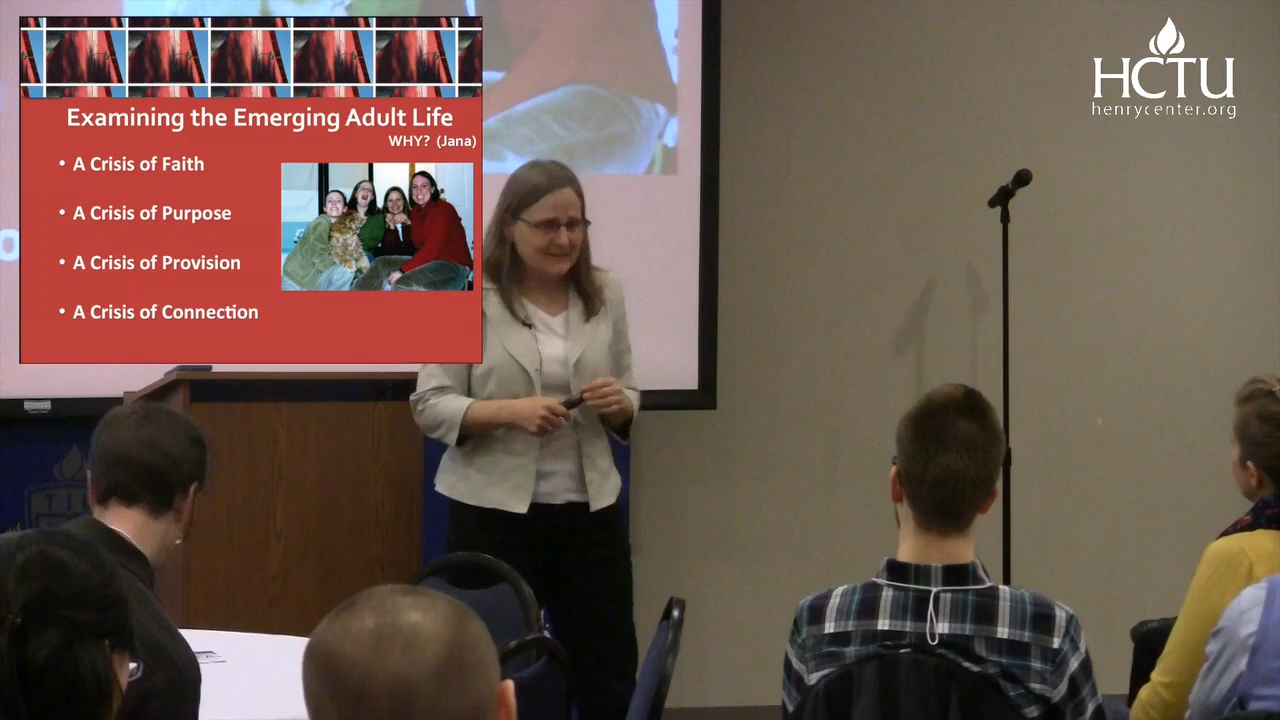 Examining the Emerging Adult Life
WHY? (Jana)
• A Crisis of Faith
• A Crisis of Purpose
• A Crisis of Provision
• A Crisis of Connection
HCTU
henrycenter.org